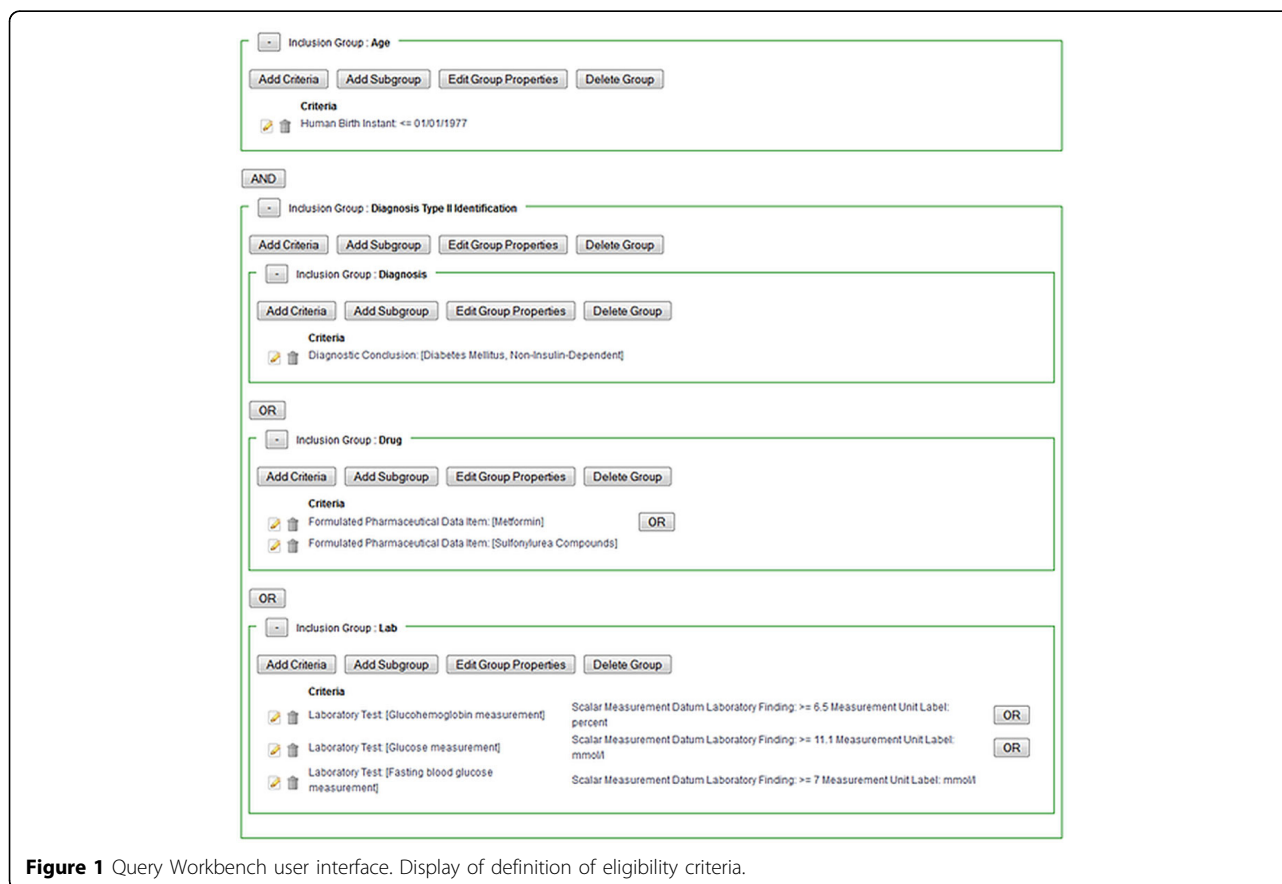 - Inclusion Group : Age
Add Criteria Add Subgroup Edit Group Properties Delete Group
Criteria
Human Birth Instant: <= 01/01/1977
AND
- Inclusion Group : Diagnosis Type II Identification
Add Criteria Add Subgroup Edit Group Properties Delete Group
- Inclusion Group : Diagnosis
Add Criteria Add Subgroup Edit Group Properties Delete Group
Criteria
Diagnostic Conclusion: [Diabetes Mellitus, Non-Insulin-Dependent]
OR
- Inclusion Group : Drug
Add Criteria Add Subgroup Edit Group Properties Delete Group
Criteria
Formulated Pharmaceutical Data Item: [Metformin] OR
Formulated Pharmaceutical Data Item: [Sulfonylurea Compounds]
OR
- Inclusion Group : Lab
Add Criteria Add Subgroup Edit Group Properties Delete Group
Criteria
Laboratory Test: [Glucohemoglobin measurement] Scalar Measurement Datum Laboratory Finding: >= 6.5 Measurement Unit Label:
percent OR
Laboratory Test: [Glucose measurement] Scalar Measurement Datum Laboratory Finding: >= 11.1 Measurement Unit Label:
mmol/l OR
Laboratory Test: [Fasting blood glucose
measurement] Scalar Measurement Datum Laboratory Finding: >= 7 Measurement Unit Label: mmol/l
Figure 1 Query Workbench user interface. Display of definition of eligibility criteria.